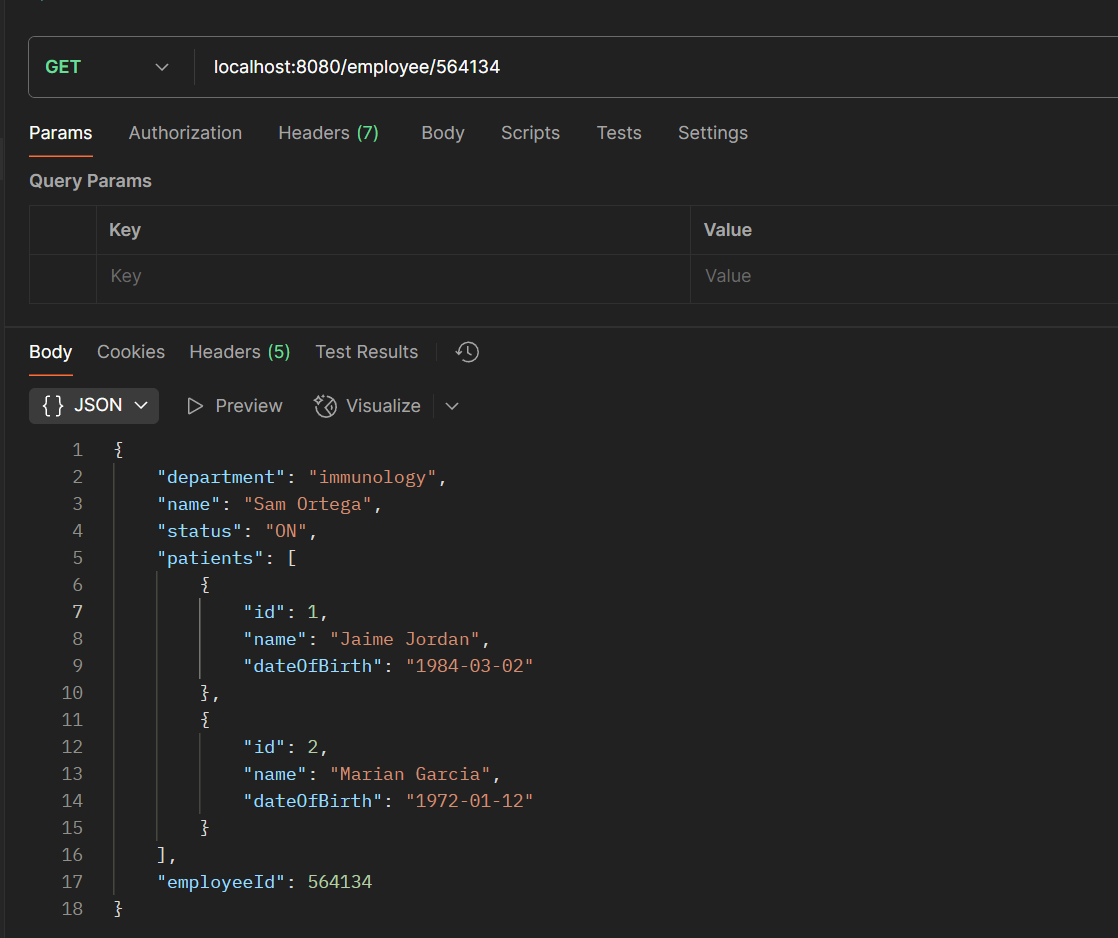 GET localhost:8080/employee/564134
Params Authorization Headers (7) Body Scripts Tests Settings
Query Params
Key Value
Key Value
Body Cookies Headers (5) Test Results
{} JSON Preview Visualize
1 {
2 "department": "immunology",
3 "name": "Sam Ortega",
4 "status": "ON",
5 "patients": [
6 {
7 "id": 1,
8 "name": "Jaime Jordan",
9 "dateOfBirth": "1984-03-02"
10 },
11 {
12 "id": 2,
13 "name": "Marian Garcia",
14 "dateOfBirth": "1972-01-12"
15 }
16 ],
17 "employeeId": 564134
18 }